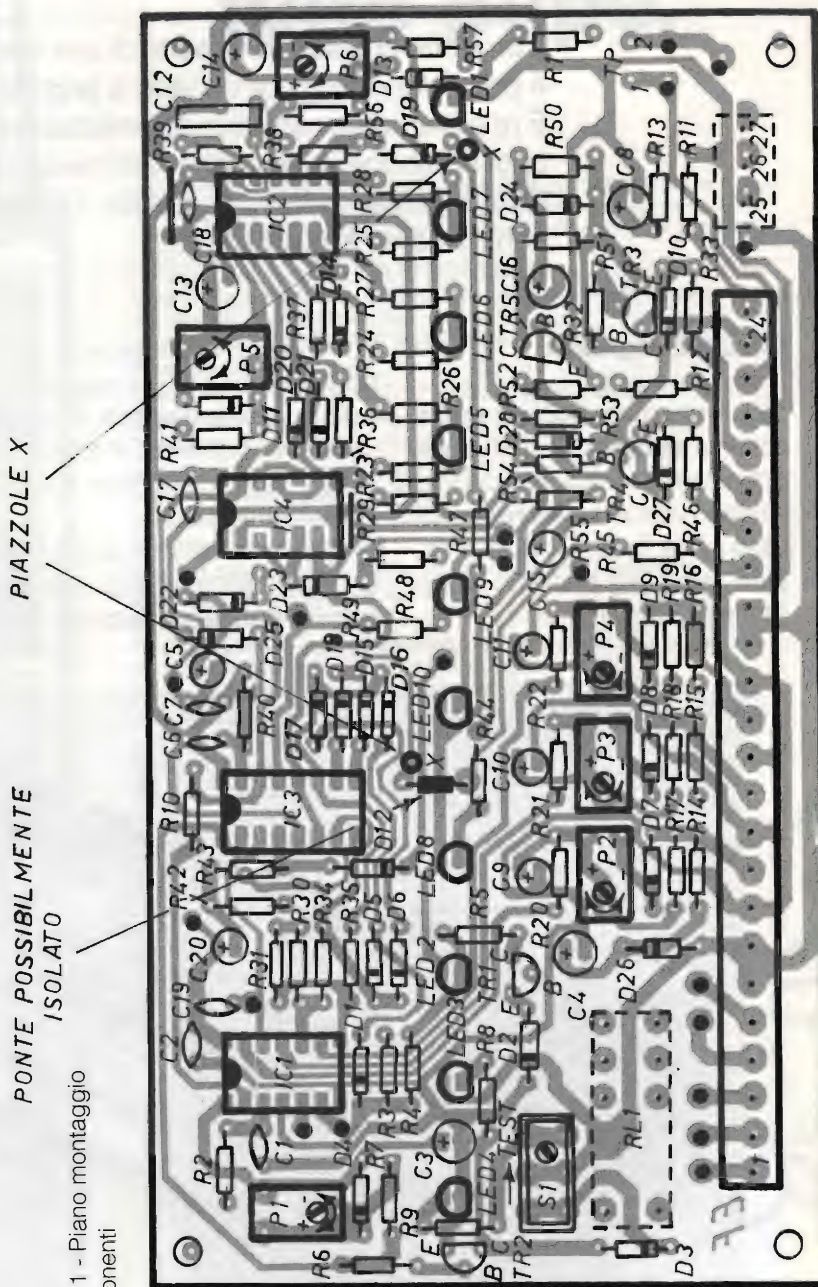 PIAZZOLE X
PONTE POSSIBILMENTE
ISOLATO
1 - Piano montaggio
onenti
C14
P6
D13
R57
C12
R39
R38
R56
D19
LED1
R1
TP
2
1
X
IC2
R28
LED7
R50
D24
C8
R13
R11
25 26 27
C18
C13
R25
R27
D14
R37
P5
D20
D21
R24
LED6
C16
R51
TR3
E
B
C
D10
R33
R32
TR5
C
B
E
R41
D11
R36
R26
LED5
R52
R12
24
C17
IC4
R23
R29
D28
R53
R54
B
C
E
TR4
D27
R46
R47
R55
R45
D22
D23
R48
R49
LED9
C15
D25
C5
C7
C6
R40
D18
D15
D16
D17
LED10
R44
X
C11
P4
D9
R19
R16
R22
R10
IC3
D12
C10
P3
D8
R18
R15
R21
R43
R42
LED8
C9
P2
D7
R17
R14
R20
R5
C20
R31
R30
R34
R35
D5
D6
LED2
TR1
C
E
B
C4
D26
C19
C2
IC1
D1
R3
R4
LED3
R8
D2
C1
D4
R2
P1
R7
C3
TEST
S1
RL1
R6
R9
LED4
E
B
C
TR2
D3
1